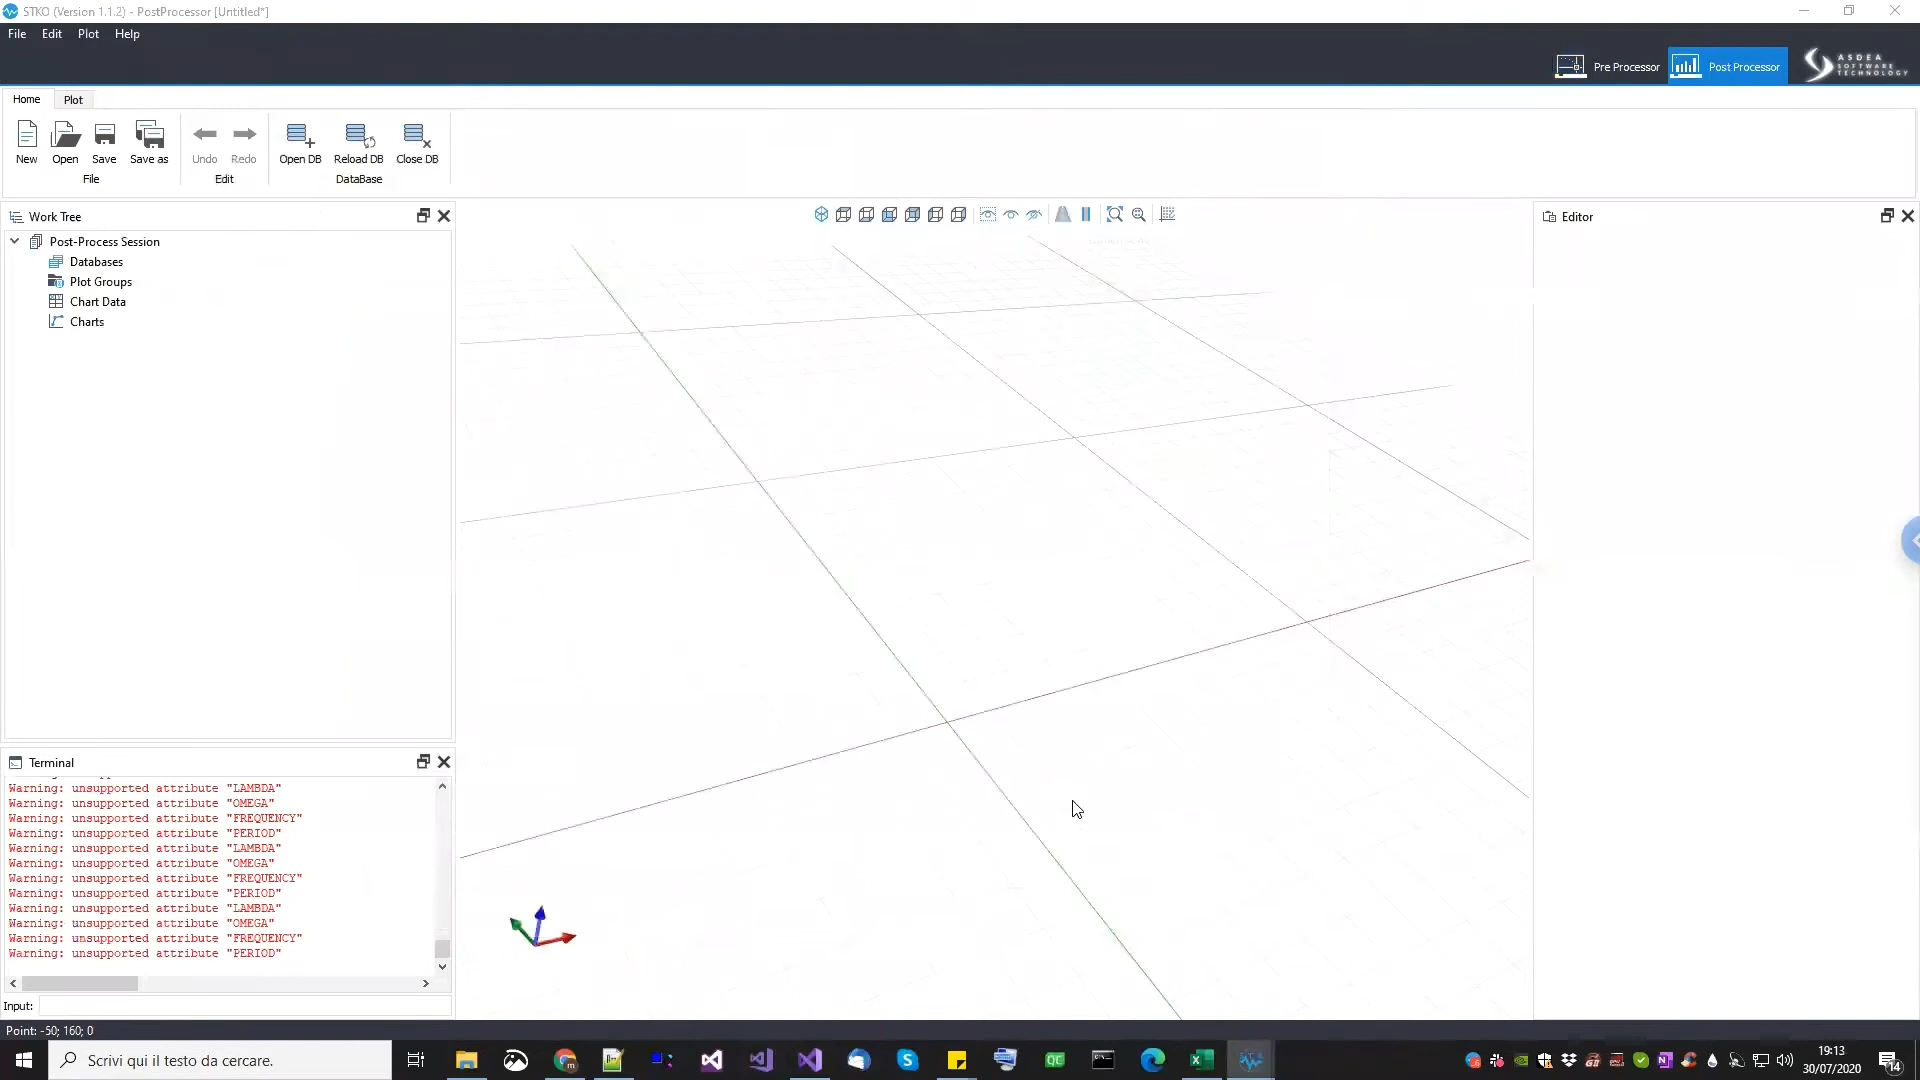 STKO (Version 1.1.2) - PostProcessor [Untitled*]
File Edit Plot Help
Pre Processor Post Processor ASDEA SOFTWARE TECHNOLOGY
Home Plot
New Open Save Save as Undo Redo Open DB Reload DB Close DB
File Edit DataBase
Work Tree
Editor
Post-Process Session
Databases
Plot Groups
Chart Data
Charts
Terminal
Warning: unsupported attribute "LAMBDA"
Warning: unsupported attribute "OMEGA"
Warning: unsupported attribute "FREQUENCY"
Warning: unsupported attribute "PERIOD"
Warning: unsupported attribute "LAMBDA"
Warning: unsupported attribute "OMEGA"
Warning: unsupported attribute "FREQUENCY"
Warning: unsupported attribute "PERIOD"
Warning: unsupported attribute "LAMBDA"
Warning: unsupported attribute "OMEGA"
Warning: unsupported attribute "FREQUENCY"
Warning: unsupported attribute "PERIOD"
Input:
Point: -50; 160; 0
Scrivi qui il testo da cercare.
19:13
30/07/2020
14